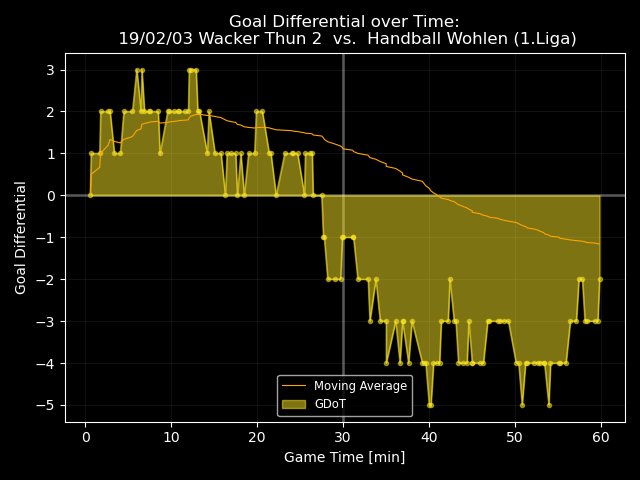 Goal Differential over Time:
19/02/03 Wacker Thun 2 vs. Handball Wohlen (1.Liga)
3
2
1
0
−1
−2
−3
−4
−5
Goal Differential
Moving Average
GDoT
0 10 20 30 40 50 60
Game Time [min]